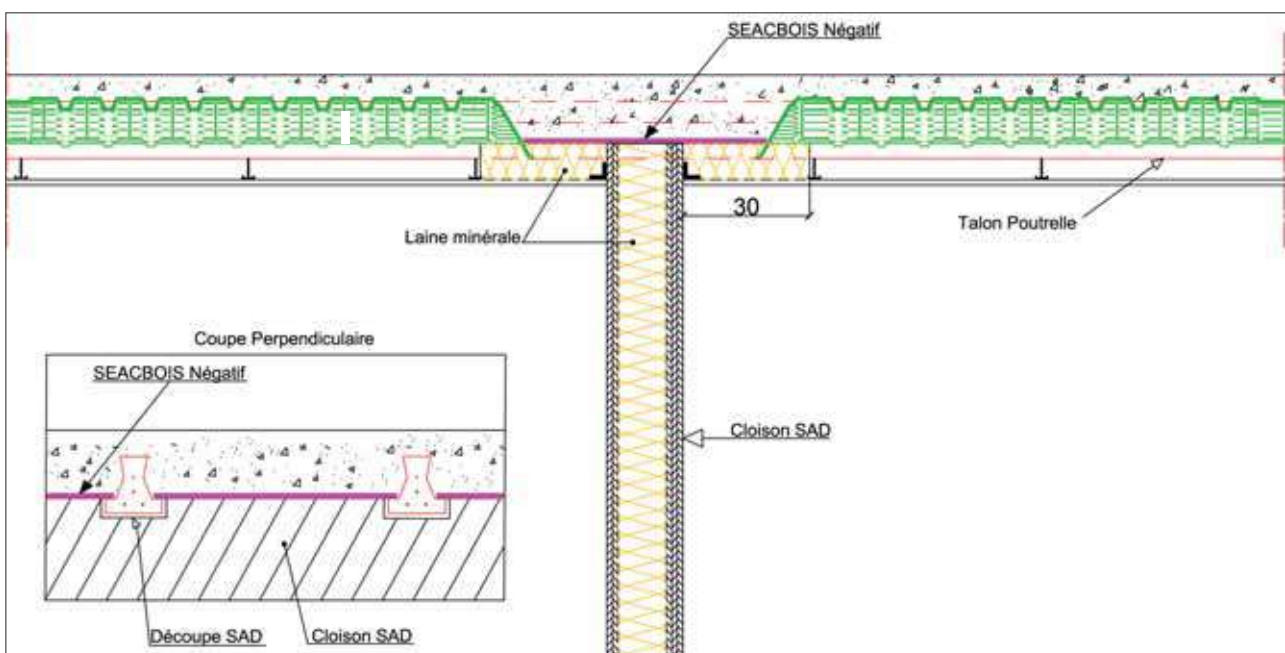 SEACBOIS Négatif
30
Laine minérale
Talon Poutrelle
Coupe Perpendiculaire
SEACBOIS Négatif
Cloison SAD
Découpe SAD
Cloison SAD